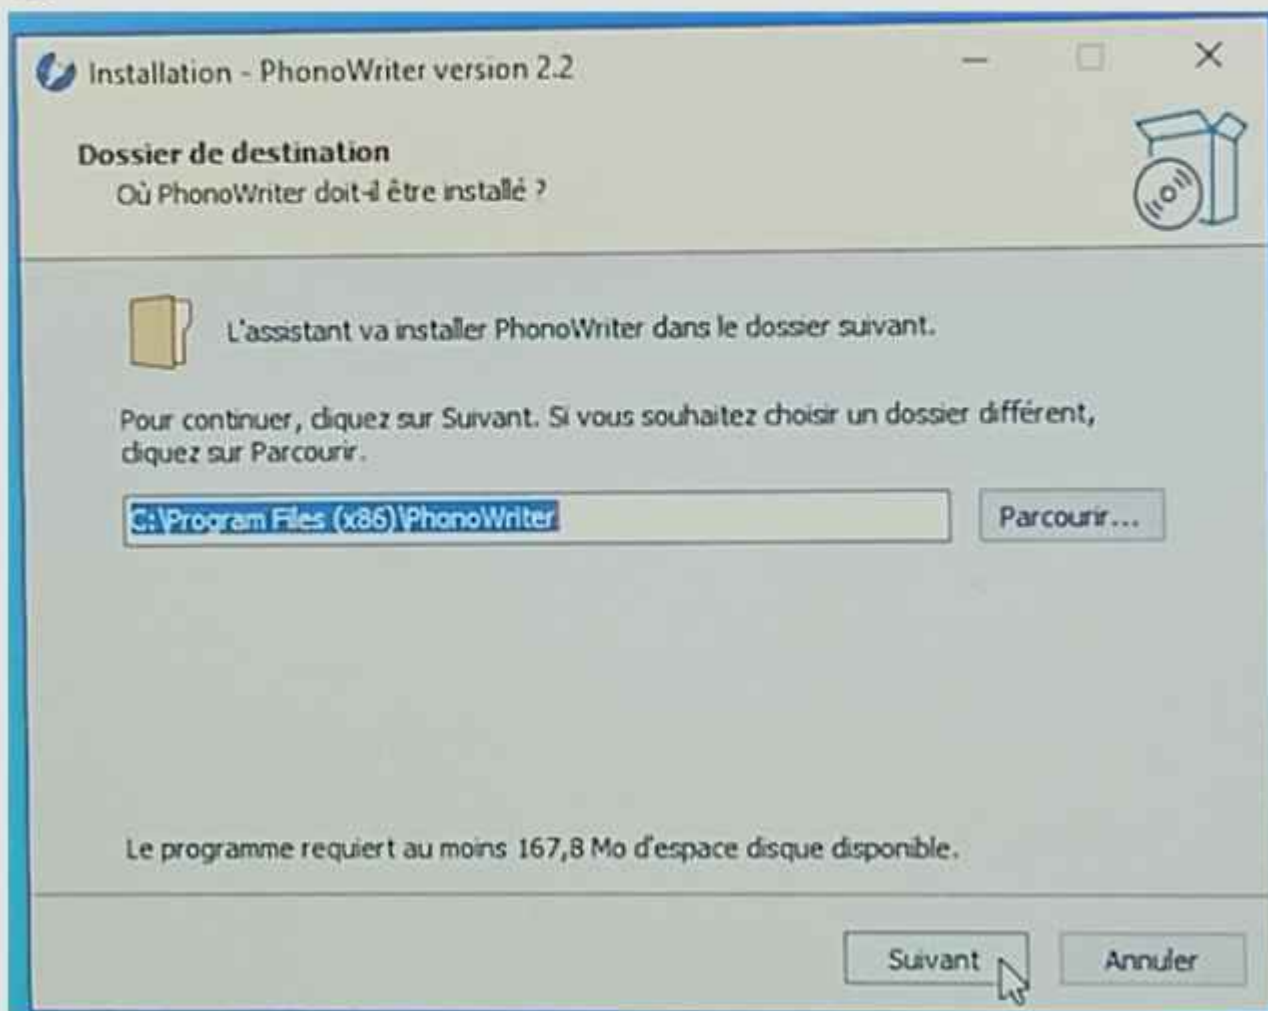 Installation - PhonoWriter version 2.2
Dossier de destination
Où PhonoWriter doit-il être installé ?
L'assistant va installer PhonoWriter dans le dossier suivant.
Pour continuer, cliquez sur Suivant. Si vous souhaitez choisir un dossier différent,
cliquez sur Parcourir.
C:\Program Files (x86)\PhonoWriter
Parcourir...
Le programme requiert au moins 167,8 Mo d'espace disque disponible.
Suivant
Annuler